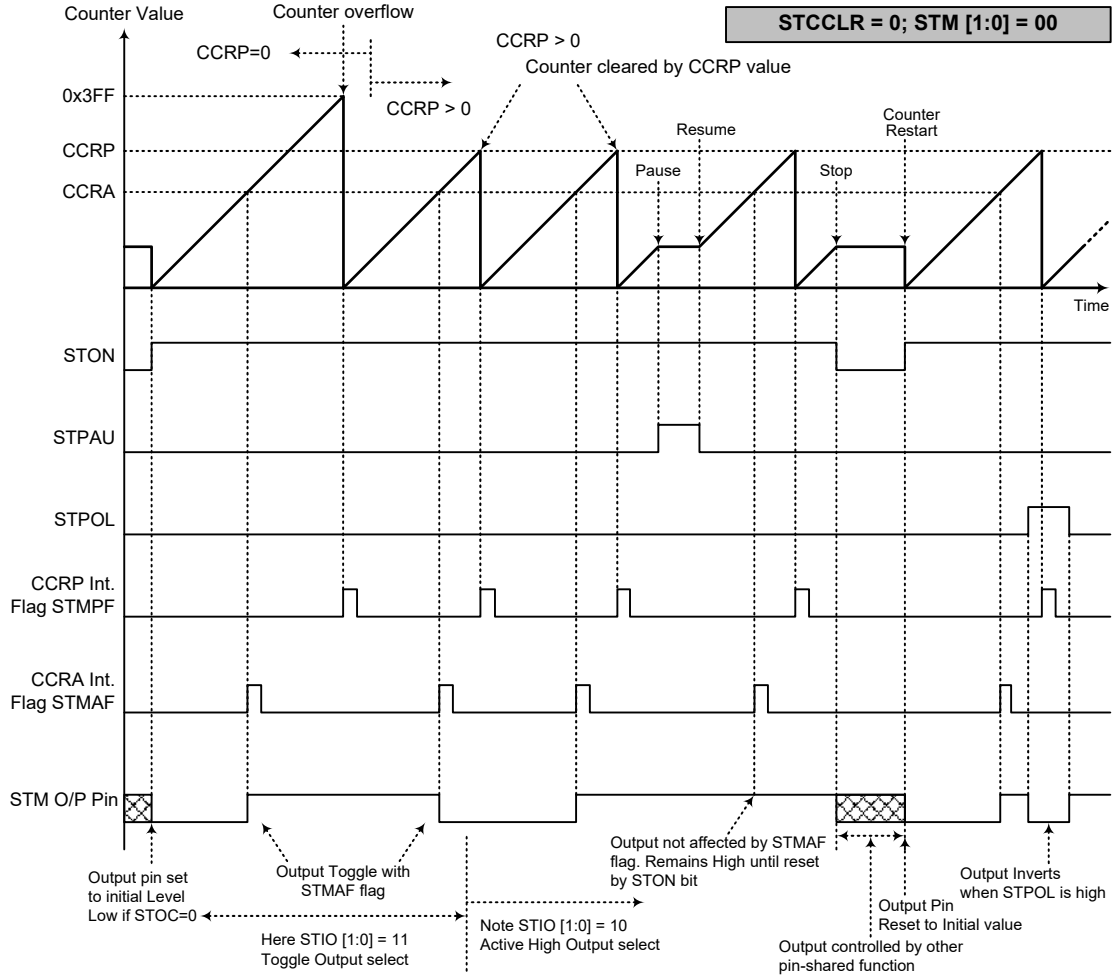 Counter Value
Counter overflow
STCCLR = 0; STM [1:0] = 00
CCRP=0
CCRP > 0
CCRP > 0
Counter cleared by CCRP value
0x3FF
CCRP
CCRA
Pause
Resume
Stop
Counter
Restart
Time
STON
STPAU
STPOL
CCRP Int.
Flag STMPF
CCRA Int.
Flag STMAF
STM O/P Pin
Output pin set
to initial Level
Low if STOC=0
Output Toggle with
STMAF flag
Here STIO [1:0] = 11
Toggle Output select
Note STIO [1:0] = 10
Active High Output select
Output not affected by STMAF
flag. Remains High until reset
by STON bit
Output controlled by other
pin-shared function
Output Pin
Reset to Initial value
Output Inverts
when STPOL is high